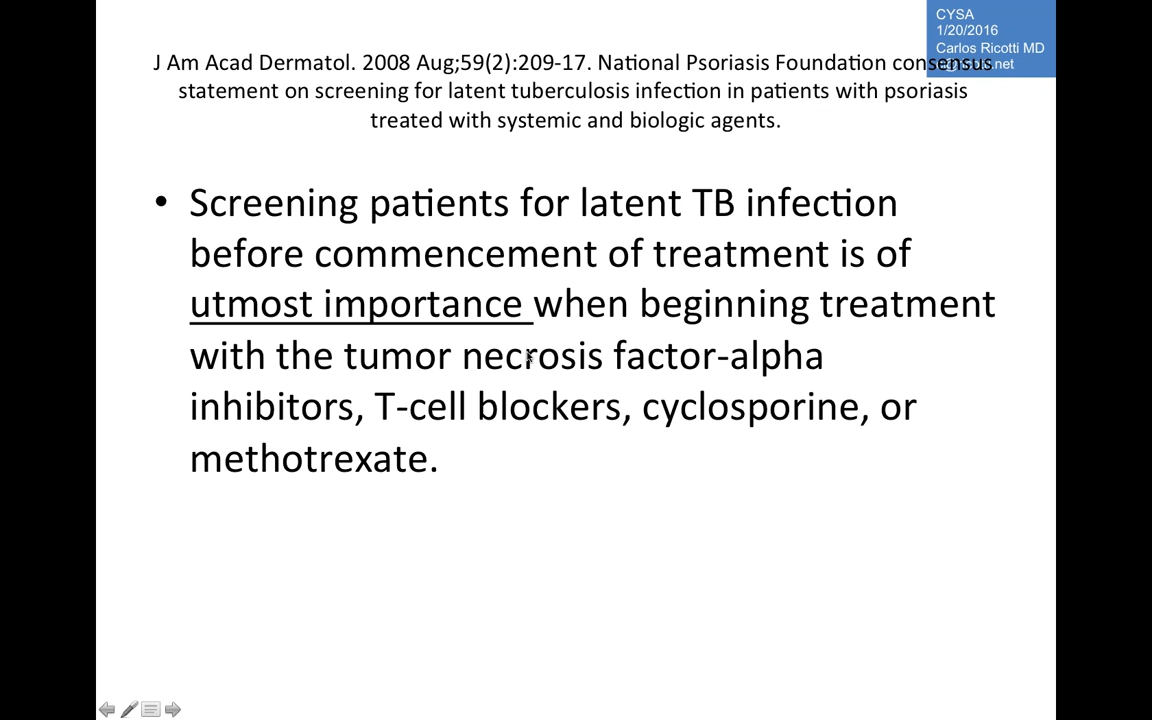 CYSA
1/20/2016
Carlos Ricotti MD
J Am Acad Dermatol. 2008 Aug;59(2):209-17. National Psoriasis Foundation consensus
statement on screening for latent tuberculosis infection in patients with psoriasis
treated with systemic and biologic agents.
• Screening patients for latent TB infection
before commencement of treatment is of
utmost importance when beginning treatment
with the tumor necrosis factor-alpha
inhibitors, T-cell blockers, cyclosporine, or
methotrexate.